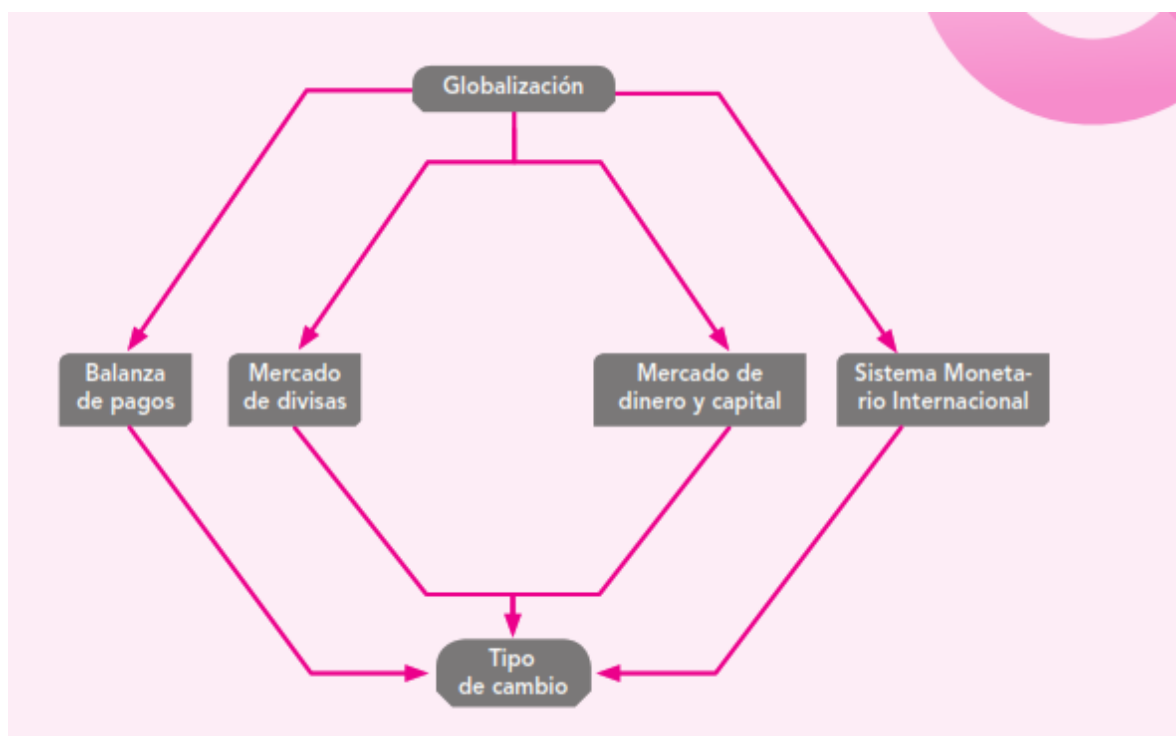 Globalización
Balanza
de pagos
Mercado
de divisas
Mercado de
dinero y capital
Sistema Moneta-
rio Internacional
Tipo
de cambio